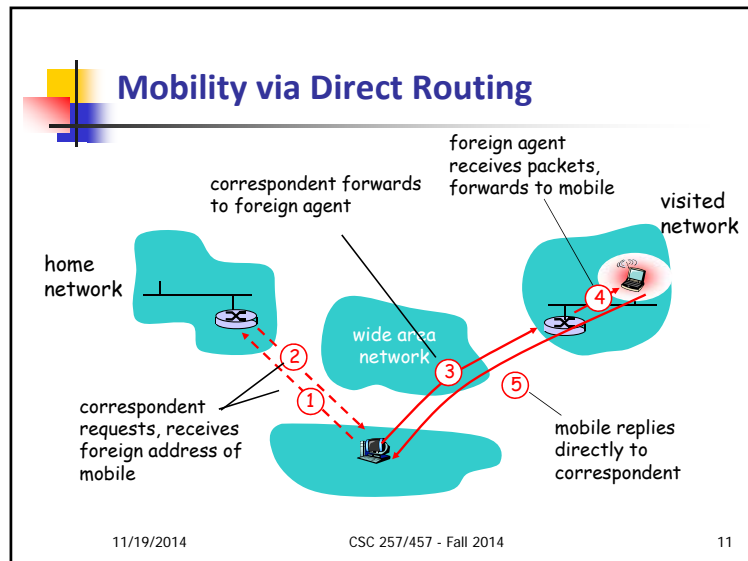 Mobility via Direct Routing
foreign agent
receives packets,
forwards to mobile
correspondent forwards
to foreign agent
visited
network
home
network
4
wide area
network
2
3
5
1
correspondent
requests, receives
foreign address of
mobile
mobile replies
directly to
correspondent
11/19/2014
CSC 257/457 - Fall 2014
11